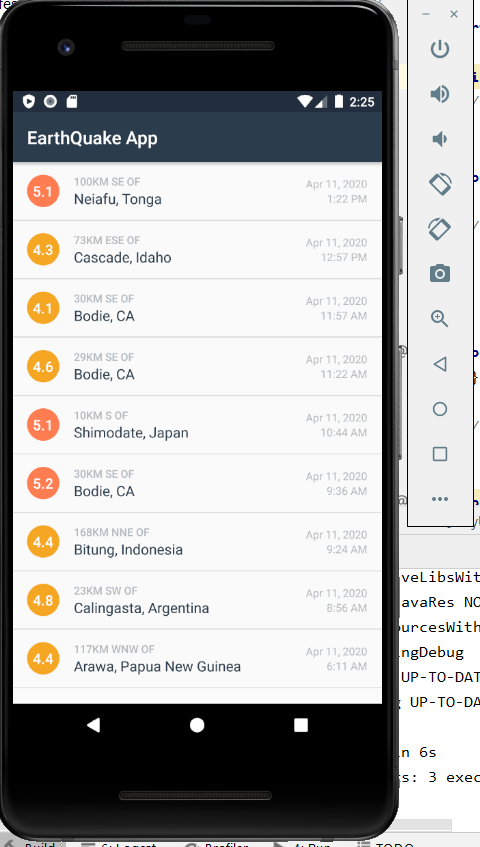 2:25
EarthQuake App
5.1
100KM SE OF
Neiafu, Tonga
Apr 11, 2020
1:22 PM
4.3
73KM ESE OF
Cascade, Idaho
Apr 11, 2020
12:57 PM
4.1
30KM SE OF
Bodie, CA
Apr 11, 2020
11:57 AM
4.6
29KM SE OF
Bodie, CA
Apr 11, 2020
11:22 AM
5.1
10KM S OF
Shimodate, Japan
Apr 11, 2020
10:44 AM
5.2
30KM SE OF
Bodie, CA
Apr 11, 2020
9:36 AM
4.4
168KM NNE OF
Bitung, Indonesia
Apr 11, 2020
9:24 AM
4.8
23KM SW OF
Calingasta, Argentina
Apr 11, 2020
8:56 AM
4.4
117KM WNW OF
Arawa, Papua New Guinea
Apr 11, 2020
6:11 AM
oveLibsWit
avaRes NO
ourcesWith
ngDebug
UP-TO-DAT
UP-TO-DA
in 6s
s: 3 exec
Build
Profiler
4: Run
TODO